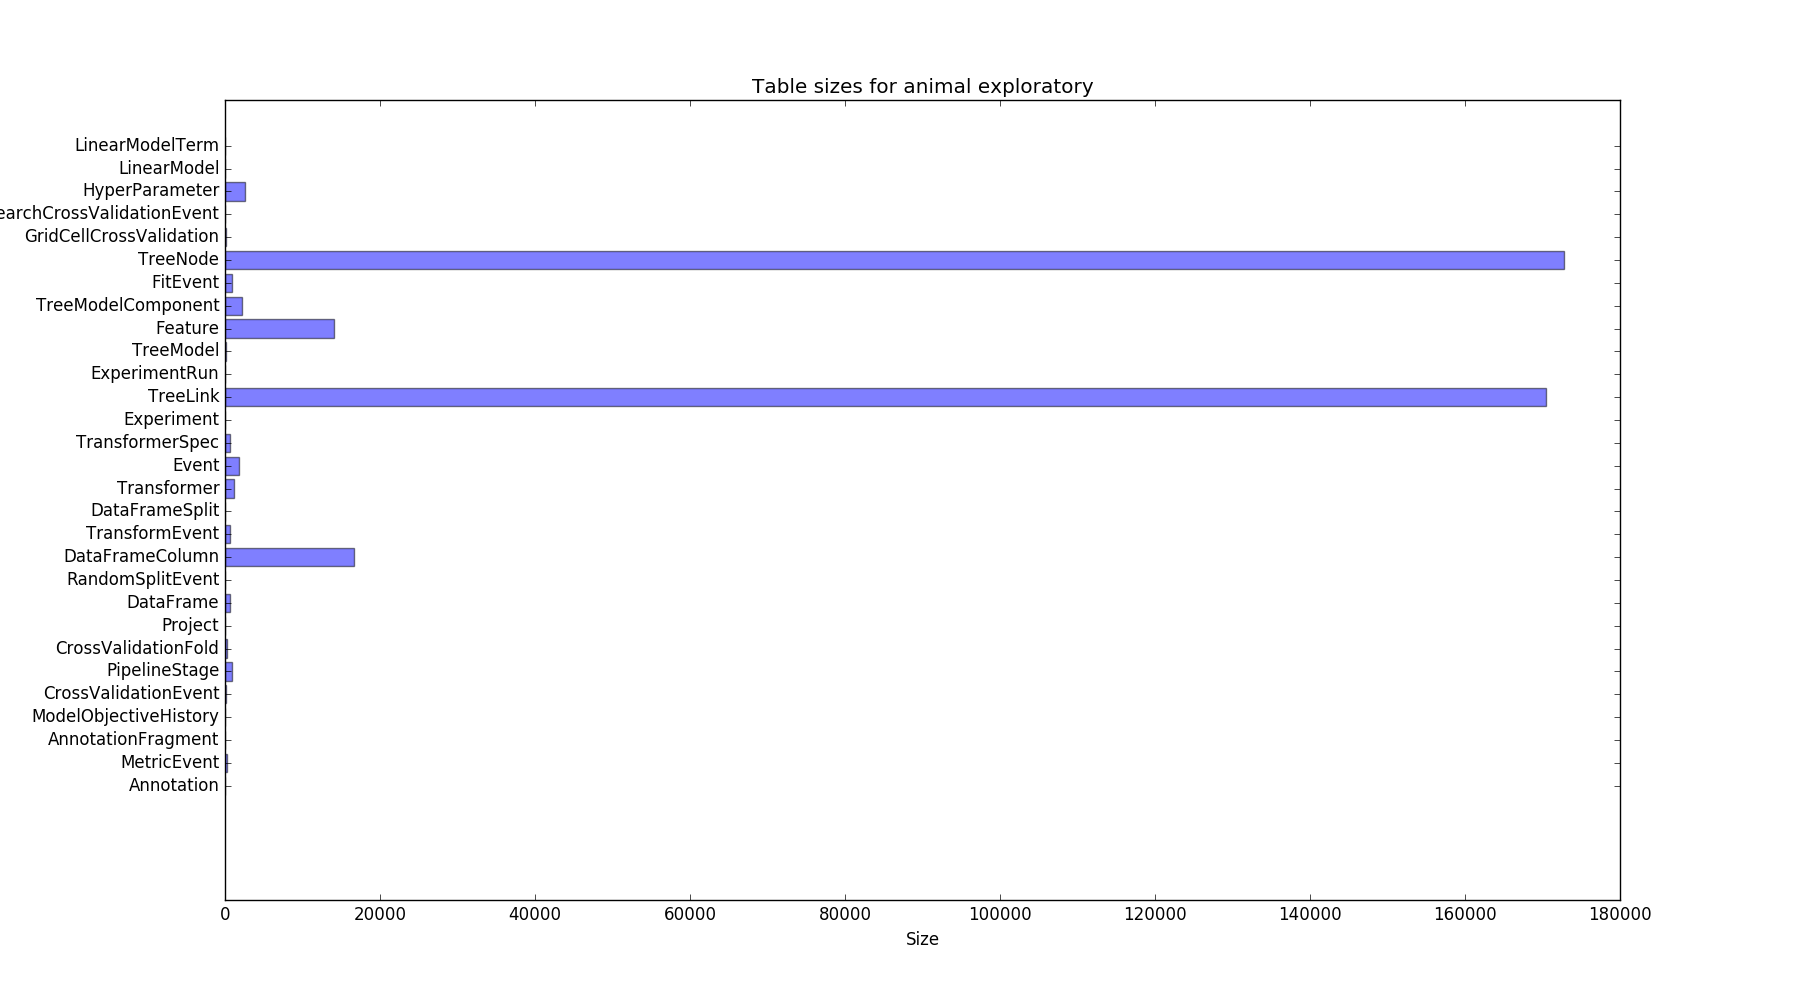 Table sizes for animal exploratory
LinearModelTerm
LinearModel
HyperParameter
earchCrossValidationEvent
GridCellCrossValidation
TreeNode
FitEvent
TreeModelComponent
Feature
TreeModel
ExperimentRun
TreeLink
Experiment
TransformerSpec
Event
Transformer
DataFrameSplit
TransformEvent
DataFrameColumn
RandomSplitEvent
DataFrame
Project
CrossValidationFold
PipelineStage
CrossValidationEvent
ModelObjectiveHistory
AnnotationFragment
MetricEvent
Annotation
0 20000 40000 60000 80000 100000 120000 140000 160000 180000
Size